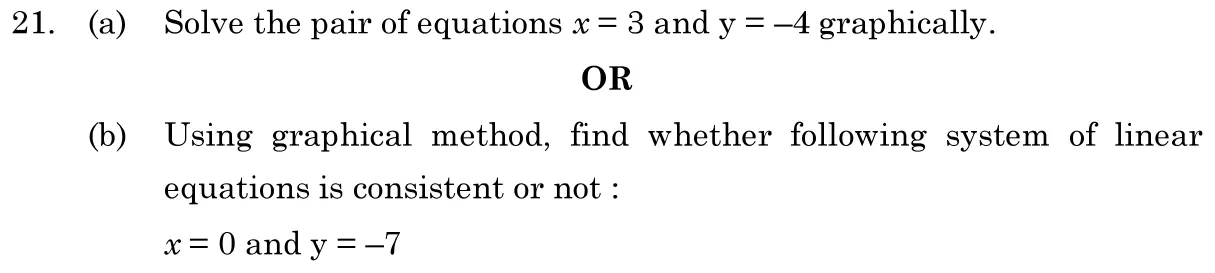 21. (a) Solve the pair of equations x = 3 and y = –4 graphically.
OR
(b) Using graphical method, find whether following system of linear
equations is consistent or not :
x = 0 and y = –7